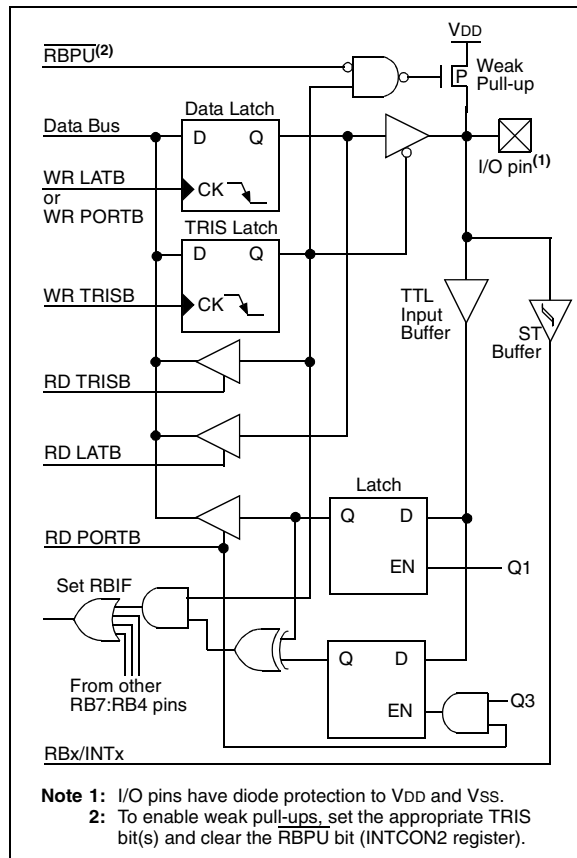 VDD
RBPU(2)
Weak
Pull-up
P
Data Latch
Data Bus
D Q
I/O pin(1)
WR LATB
or
WR PORTB
CK
TRIS Latch
D Q
TTL
Input
Buffer
ST
Buffer
WR TRISB
CK
RD TRISB
RD LATB
Latch
Q D
RD PORTB
EN
Q1
Set RBIF
Q D
EN
Q3
From other
RB7:RB4 pins
RBx/INTx
Note 1: I/O pins have diode protection to VDD and VSS.
2: To enable weak pull-ups, set the appropriate TRIS
bit(s) and clear the RBPU bit (INTCON2 register).